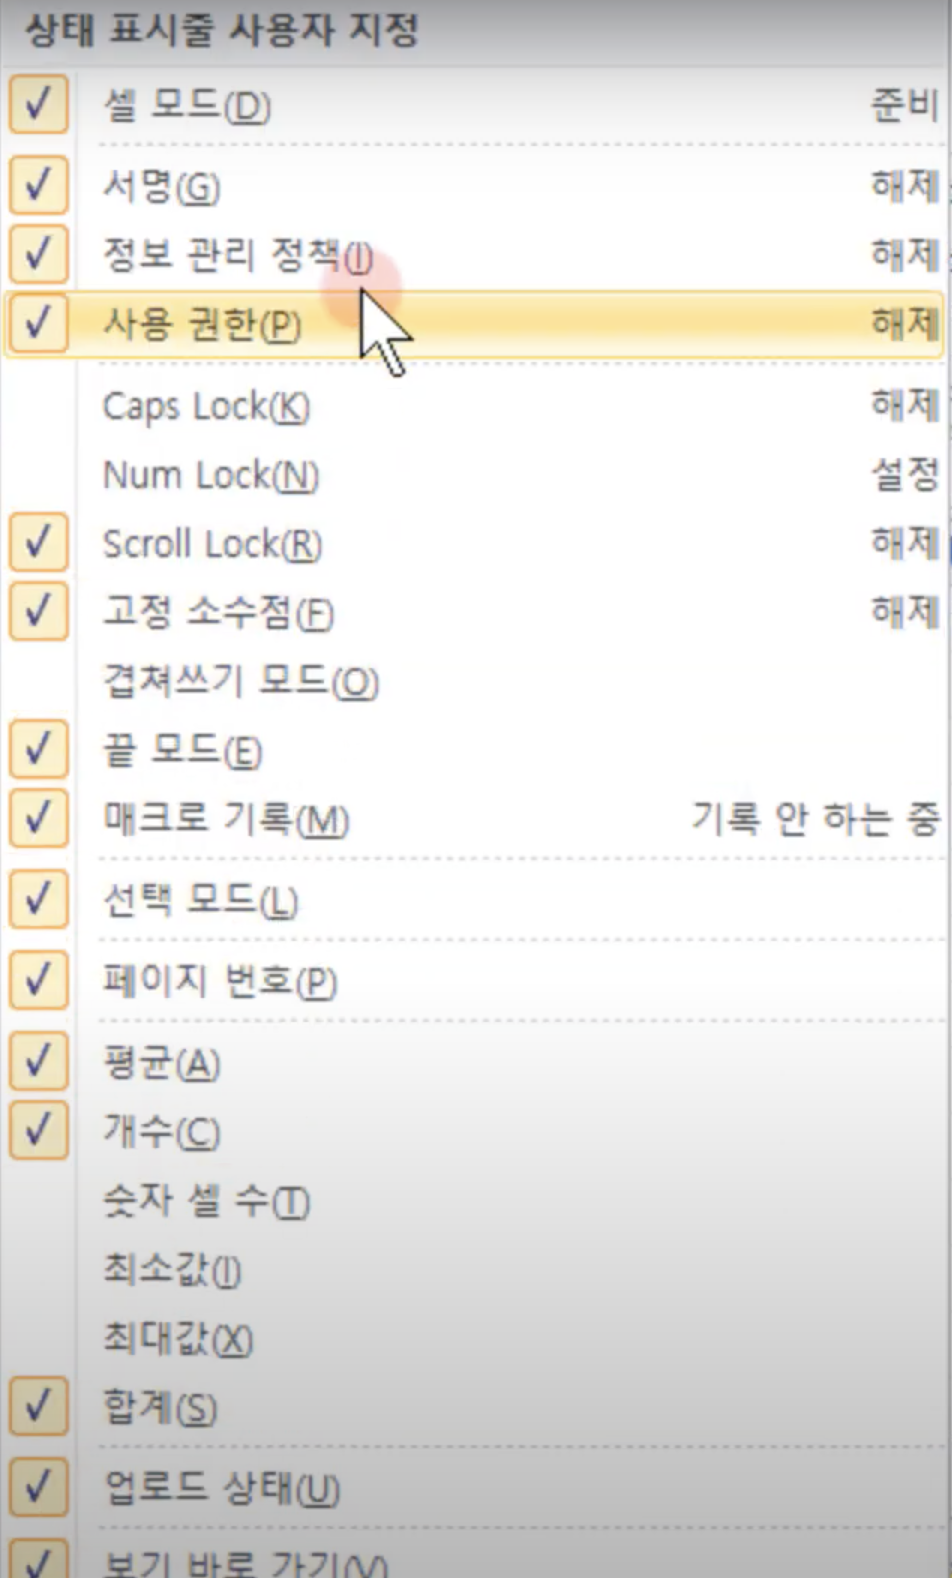 상태 표시줄 사용자 지정
셀 모드(D) 준비
서명(G) 해제
정보 관리 정책(I) 해제
사용 권한(P) 해제
Caps Lock(K) 해제
Num Lock(N) 설정
Scroll Lock(R) 해제
고정 소수점(F) 해제
겹쳐쓰기 모드(O)
끝 모드(E)
매크로 기록(M) 기록 안 하는 중
선택 모드(L)
페이지 번호(P)
평균(A)
개수(C)
숫자 셀 수(T)
최소값(I)
최대값(X)
합계(S)
업로드 상태(U)
보기 바로 가기(V)